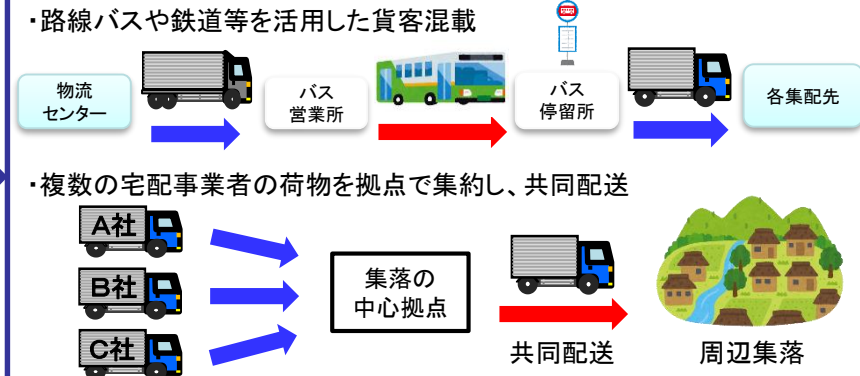 ・路線バスや鉄道等を活用した貨客混載
物流
センター
バス
営業所
バス
停留所
各集配先
・複数の宅配事業者の荷物を拠点で集約し、共同配送
A社
B社
C社
集落の
中心拠点
共同配送
周辺集落